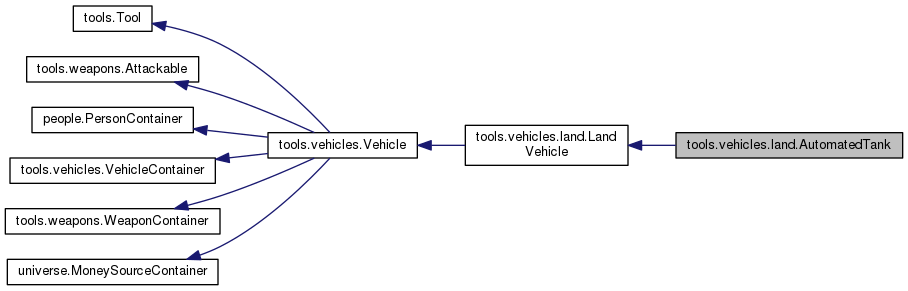 tools.Tool
tools.weapons.Attackable
people.PersonContainer
tools.vehicles.VehicleContainer
tools.weapons.WeaponContainer
universe.MoneySourceContainer
tools.vehicles.Vehicle
tools.vehicles.land.Land
Vehicle
tools.vehicles.land.AutomatedTank